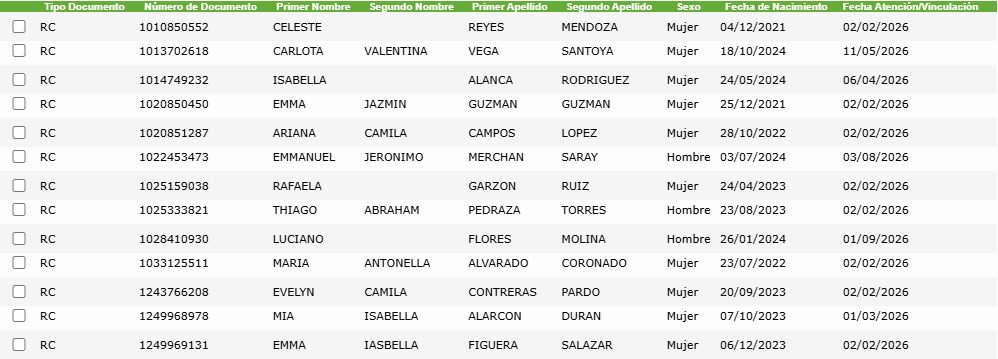 Tipo Documento Número de Documento Primer Nombre Segundo Nombre Primer Apellido Segundo Apellido Sexo Fecha de Nacimiento Fecha Atención/Vinculación
RC 1010850552 CELESTE REYES MENDOZA Mujer 04/12/2021 02/02/2026
RC 1013702618 CARLOTA VALENTINA VEGA SANTOYA Mujer 18/10/2024 11/05/2026
RC 1014749232 ISABELLA ALANCA RODRIGUEZ Mujer 24/05/2024 06/04/2026
RC 1020850450 EMMA JAZMIN GUZMAN GUZMAN Mujer 25/12/2021 02/02/2026
RC 1020851287 ARIANA CAMILA CAMPOS LOPEZ Mujer 28/10/2022 02/02/2026
RC 1022453473 EMMANUEL JERONIMO MERCHAN SARAY Hombre 03/07/2024 03/08/2026
RC 1025159038 RAFAELA GARZON RUIZ Mujer 24/04/2023 02/02/2026
RC 1025333821 THIAGO ABRAHAM PEDRAZA TORRES Hombre 23/08/2023 02/02/2026
RC 1028410930 LUCIANO FLORES MOLINA Hombre 26/01/2024 01/09/2026
RC 1033125511 MARIA ANTONELLA ALVARADO CORONADO Mujer 23/07/2022 02/02/2026
RC 1243766208 EVELYN CAMILA CONTRERAS PARDO Mujer 20/09/2023 02/02/2026
RC 1249968978 MIA ISABELLA ALARCON DURAN Mujer 07/10/2023 01/03/2026
RC 1249969131 EMMA IASBELLA FIGUERA SALAZAR Mujer 06/12/2023 02/02/2026